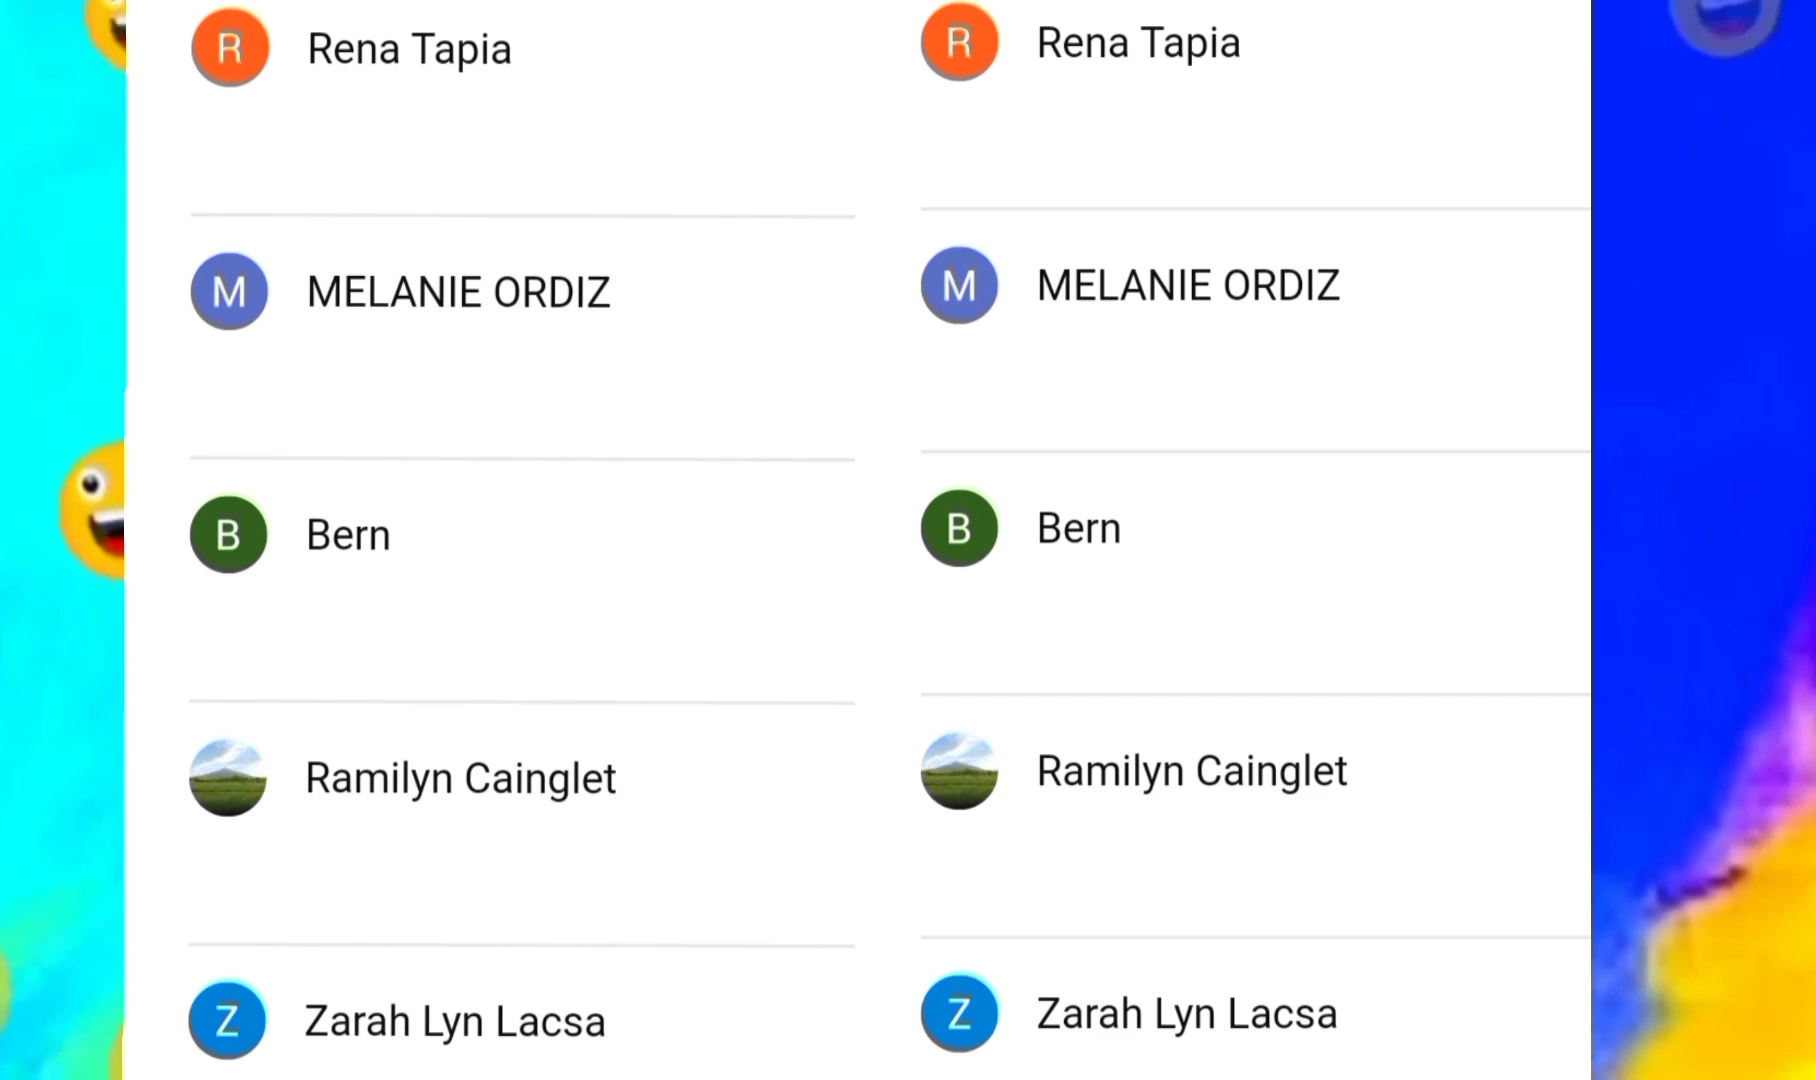 R Rena Tapia
M MELANIE ORDIZ
B Bern
Ramilyn Cainglet
Z Zarah Lyn Lacsa
R Rena Tapia
M MELANIE ORDIZ
B Bern
Ramilyn Cainglet
Z Zarah Lyn Lacsa